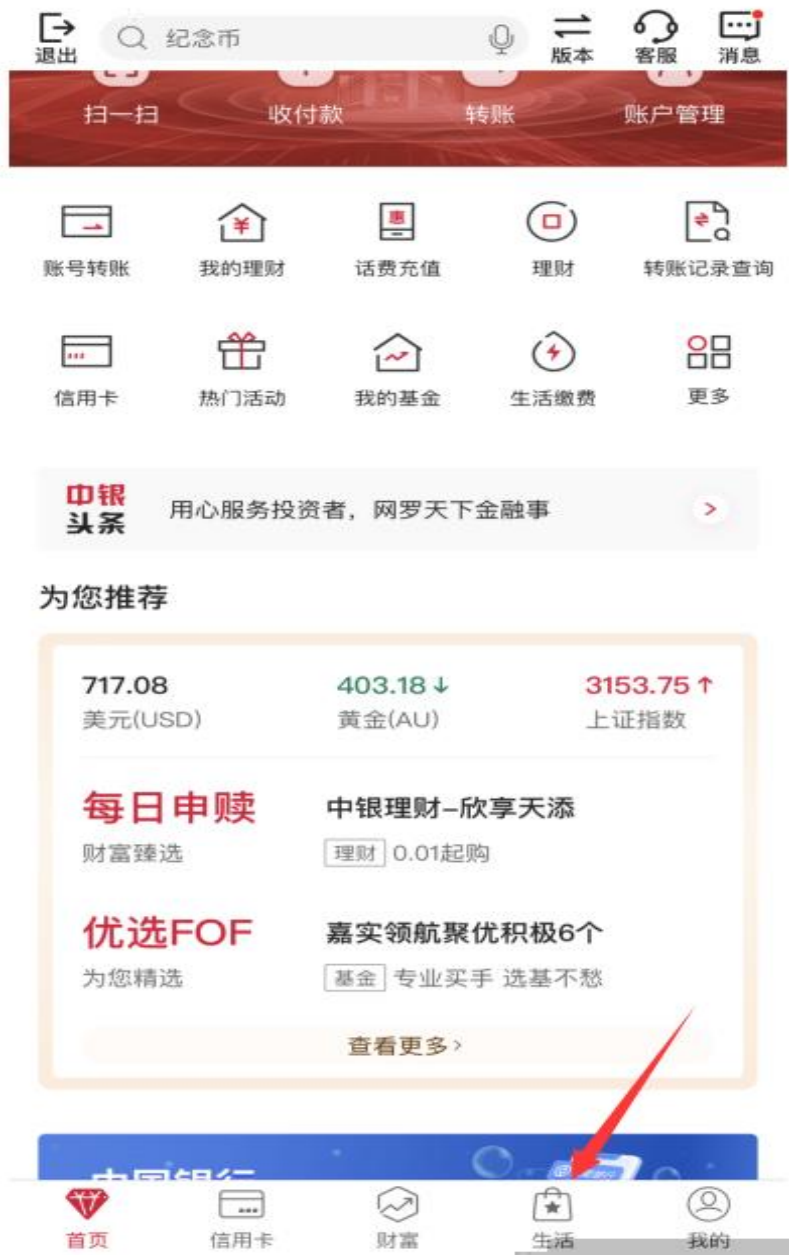 退出 纪念币 版本 客服 消息
扫一扫 收付款 转账 账户管理
账号转账 我的理财 话费充值 理财 转账记录查询
信用卡 热门活动 我的基金 生活缴费 更多
中银头条 用心服务投资者，网罗天下金融事
为您推荐
717.08 403.18↓ 3153.75↑
美元(USD) 黄金(AU) 上证指数
每日申赎 中银理财-欣享天添
财富臻选 理财 0.01起购
优选FOF 嘉实领航聚优积极6个
为您精选 基金 专业买手 选基不愁
查看更多>
中国银行
首页 信用卡 财富 生活 我的